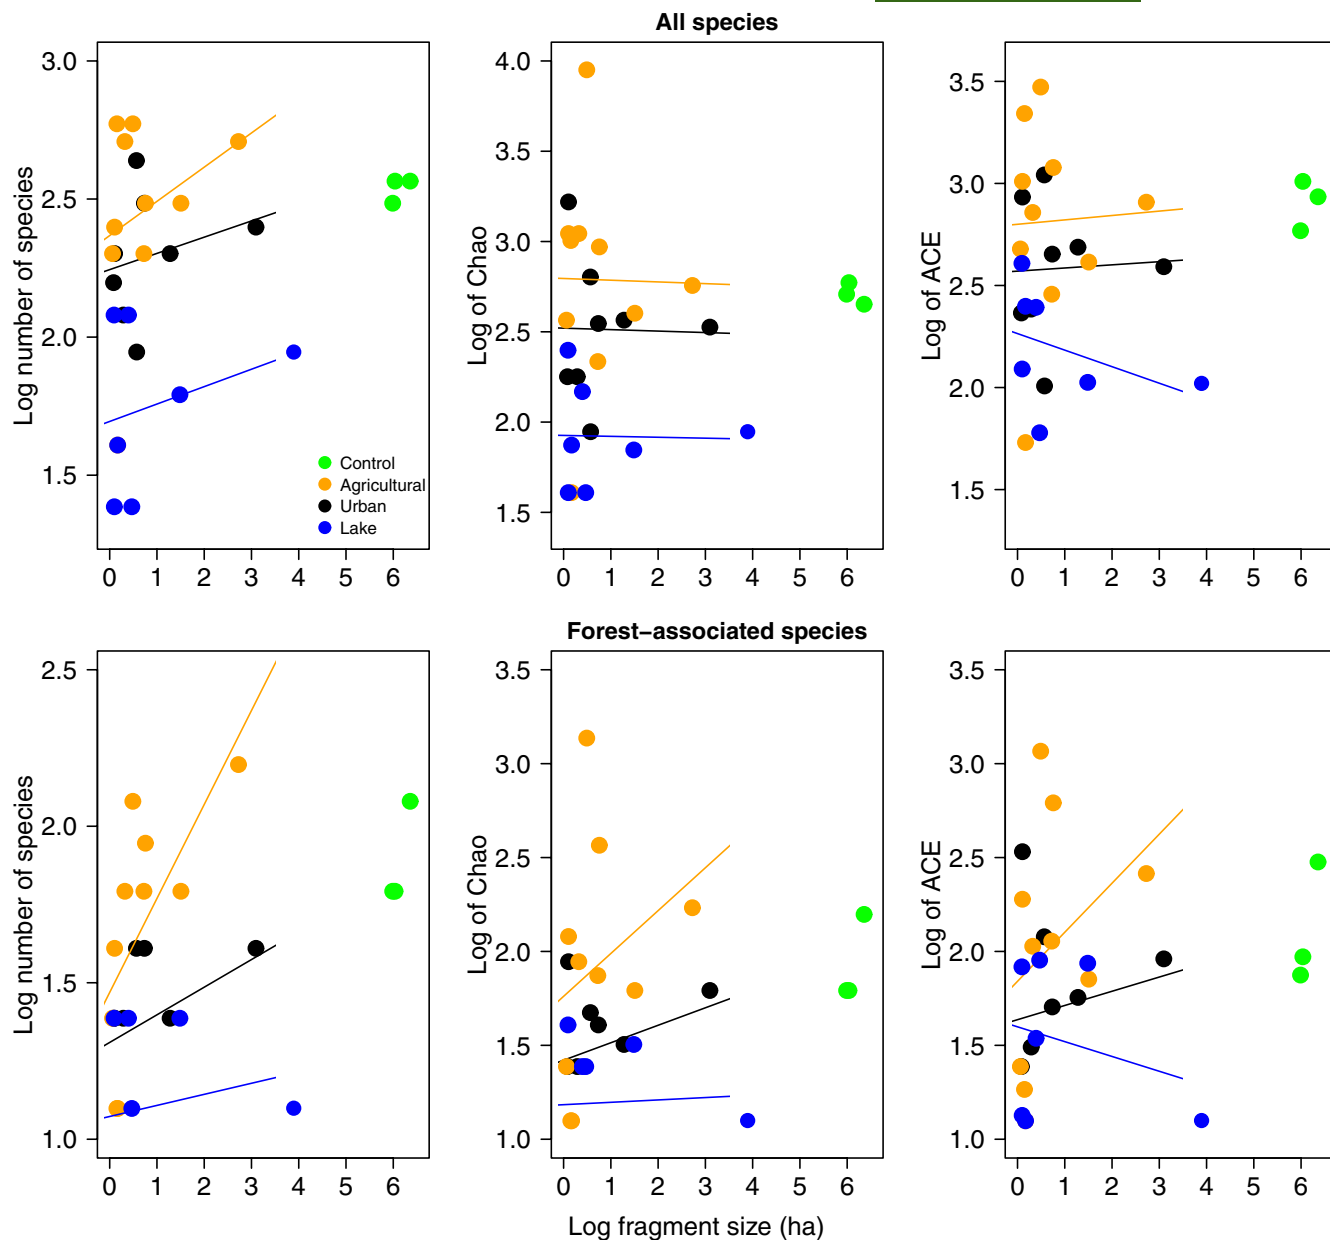 All species
Log number of species
3.0
2.5
2.0
1.5
0 1 2 3 4 5 6
Control
Agricultural
Urban
Lake
Log of Chao
4.0
3.5
3.0
2.5
2.0
1.5
0 1 2 3 4 5 6
Log of ACE
3.5
3.0
2.5
2.0
1.5
0 1 2 3 4 5 6
Forest−associated species
Log number of species
2.5
2.0
1.5
1.0
0 1 2 3 4 5 6
Log of Chao
3.5
3.0
2.5
2.0
1.5
1.0
0 1 2 3 4 5 6
Log of ACE
3.5
3.0
2.5
2.0
1.5
1.0
0 1 2 3 4 5 6
Log fragment size (ha)